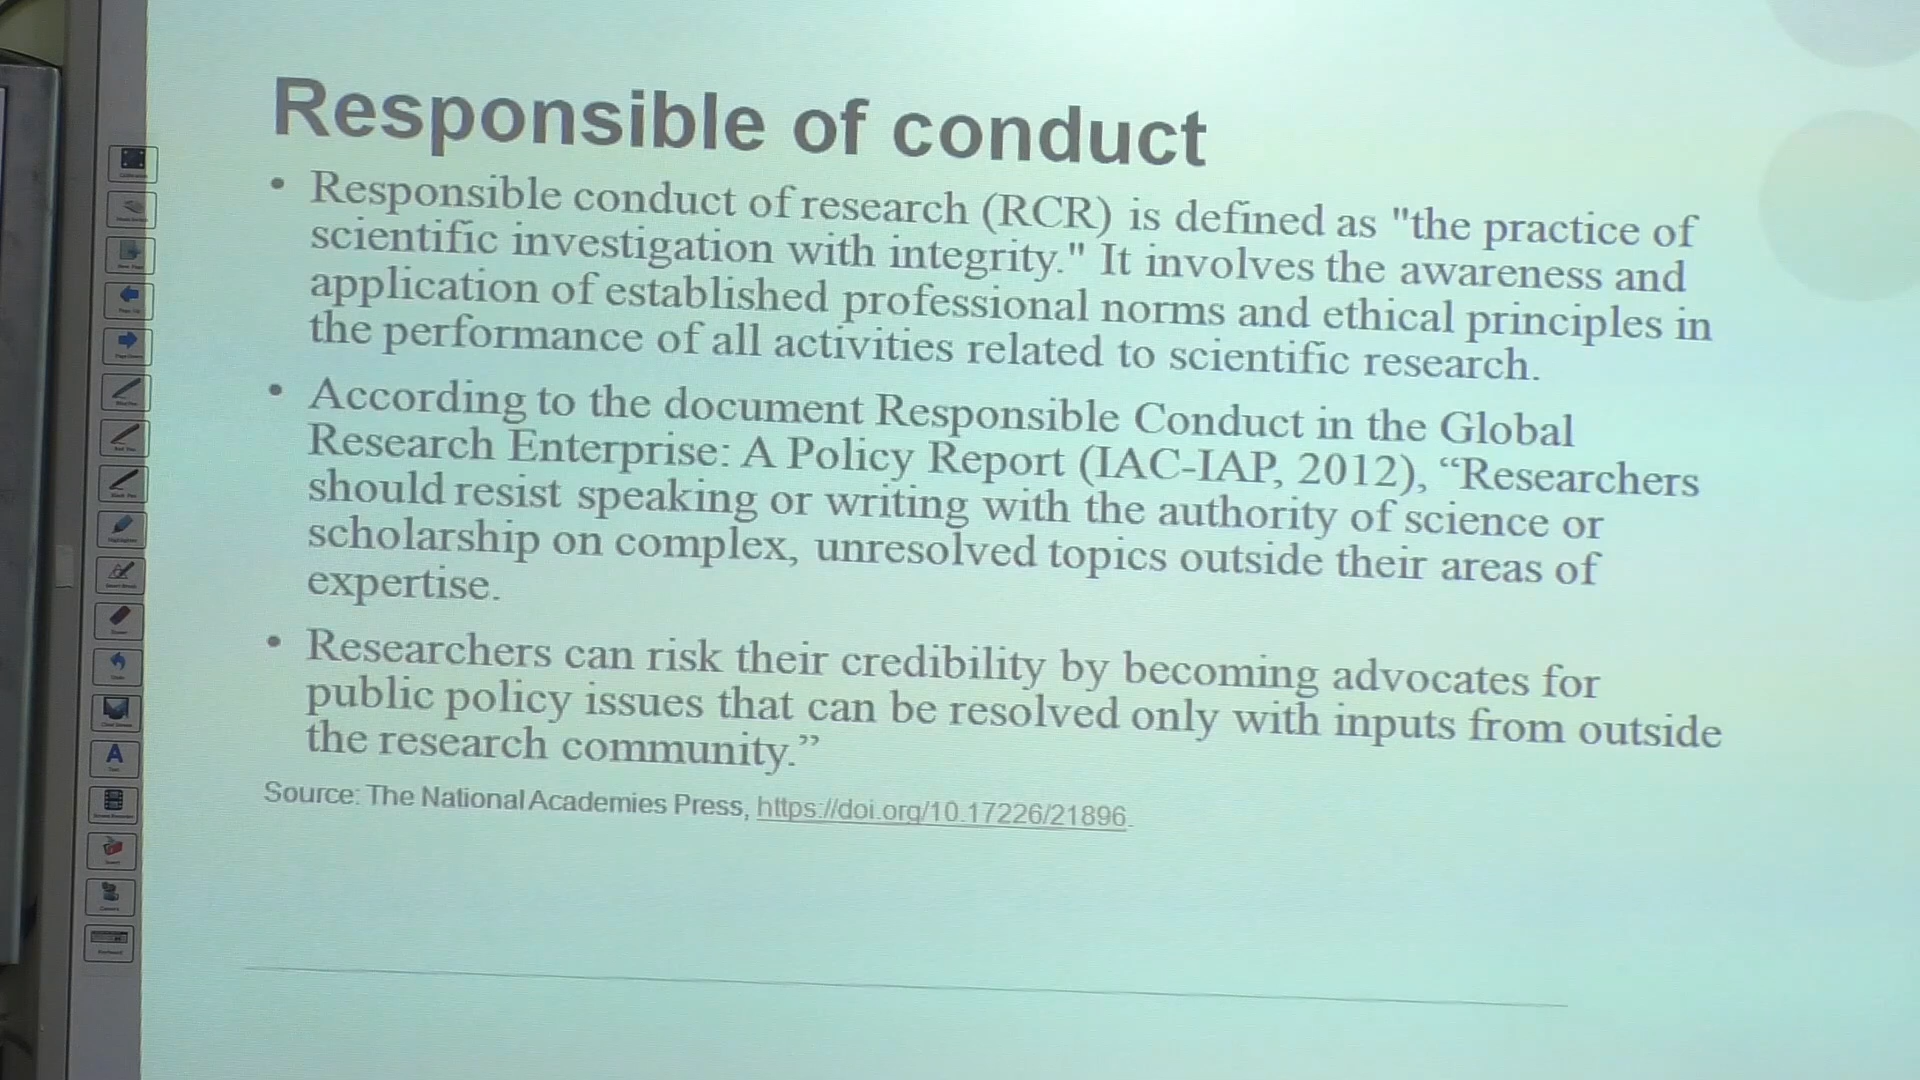 Responsible of conduct
• Responsible conduct of research (RCR) is defined as "the practice of
scientific investigation with integrity." It involves the awareness and
application of established professional norms and ethical principles in
the performance of all activities related to scientific research.
• According to the document Responsible Conduct in the Global
Research Enterprise: A Policy Report (IAC-IAP, 2012), “Researchers
should resist speaking or writing with the authority of science or
scholarship on complex, unresolved topics outside their areas of
expertise.
• Researchers can risk their credibility by becoming advocates for
public policy issues that can be resolved only with inputs from outside
the research community.”
Source: The National Academies Press, https://doi.org/10.17226/21896.